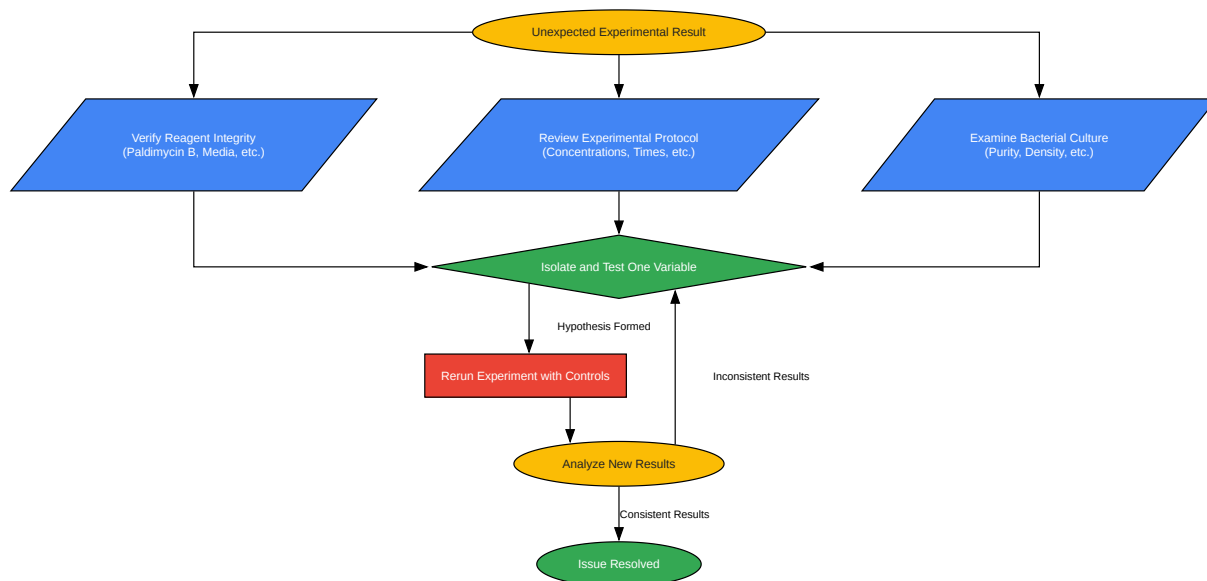 Unexpected Experimental Result
Verify Reagent Integrity
(Paldimycin B, Media, etc.)
Review Experimental Protocol
(Concentrations, Times, etc.)
Examine Bacterial Culture
(Purity, Density, etc.)
Isolate and Test One Variable
Hypothesis Formed
Rerun Experiment with Controls
Inconsistent Results
Analyze New Results
Consistent Results
Issue Resolved